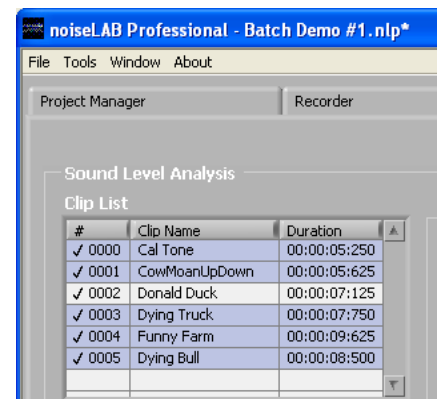 noiseLAB Professional - Batch Demo #1.nlp*
File Tools Window About
Project Manager Recorder
Sound Level Analysis
Clip List
# Clip Name Duration
✓ 0000 Cal Tone 00:00:05:250
✓ 0001 CowMoanUpDown 00:00:05:625
✓ 0002 Donald Duck 00:00:07:125
✓ 0003 Dying Truck 00:00:07:750
✓ 0004 Funny Farm 00:00:09:625
✓ 0005 Dying Bull 00:00:08:500